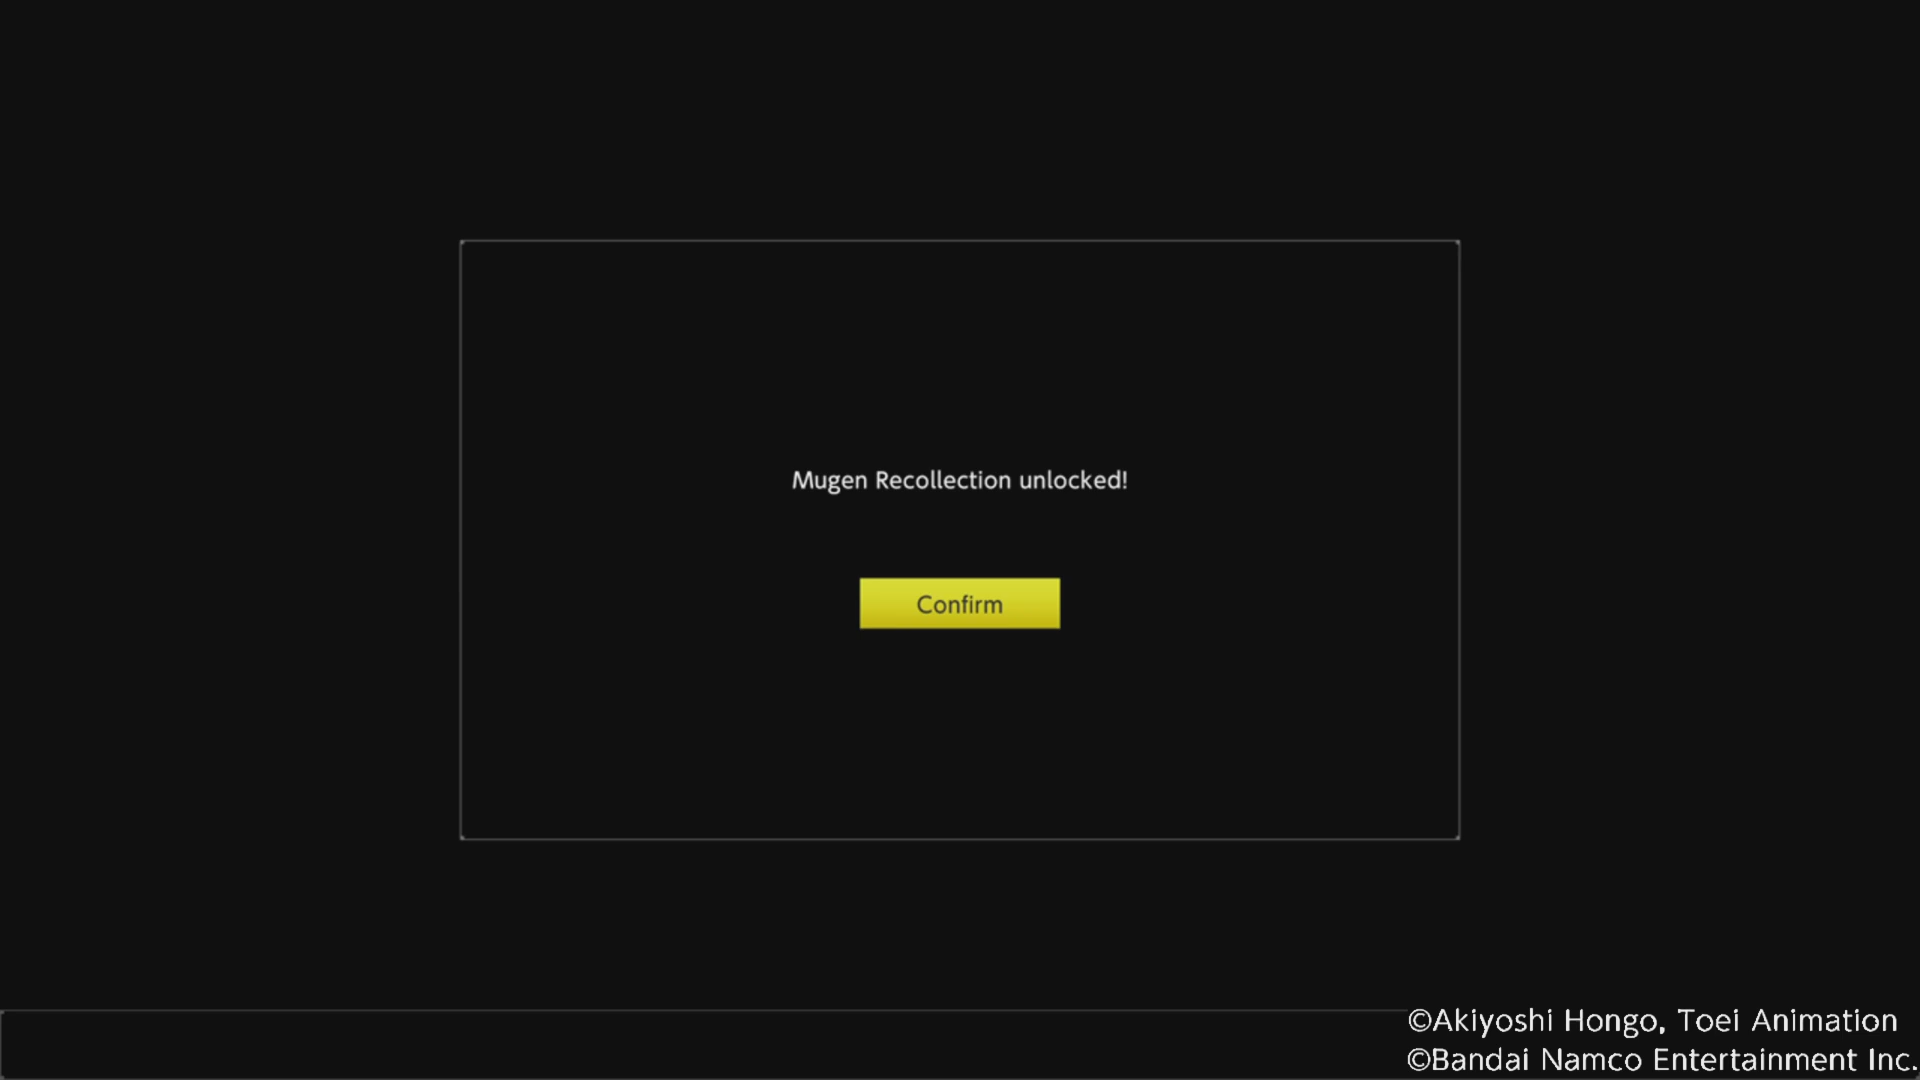 Mugen Recollection unlocked!
Confirm
©Akiyoshi Hongo, Toei Animation
©Bandai Namco Entertainment Inc.